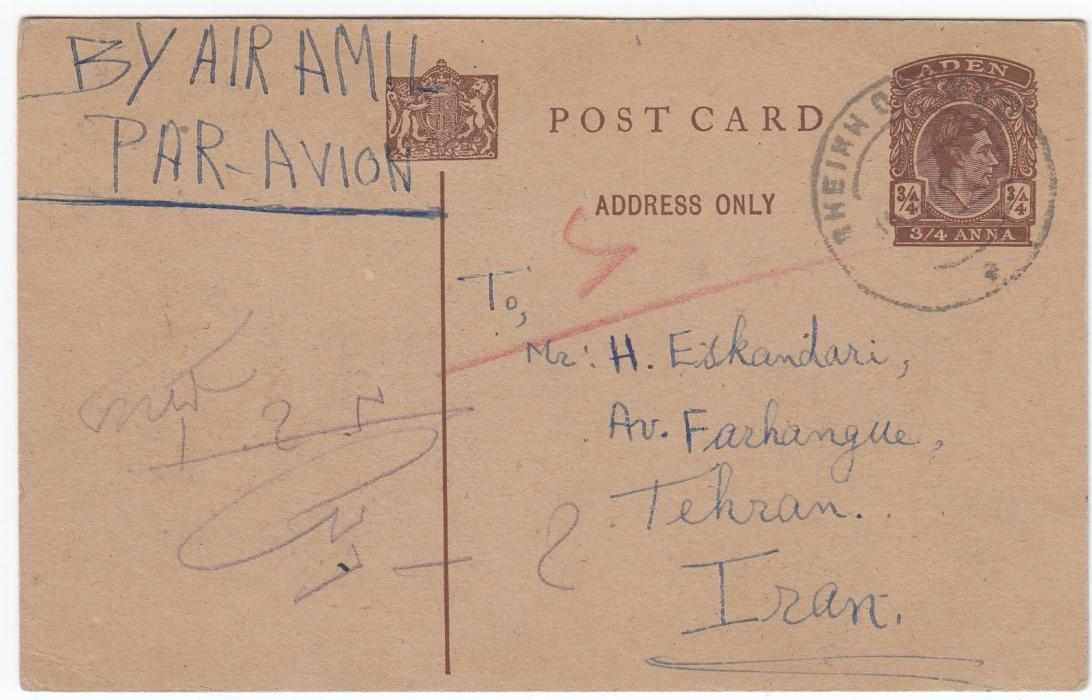 BY AIR AMIL
PAR-AVION
POST CARD
ADDRESS ONLY
ADEN
3/4 A
3/4 A
3/4 ANNA
To,
Mr: H. Eskandari,
Av. Farhangue,
Tehran.
Iran.